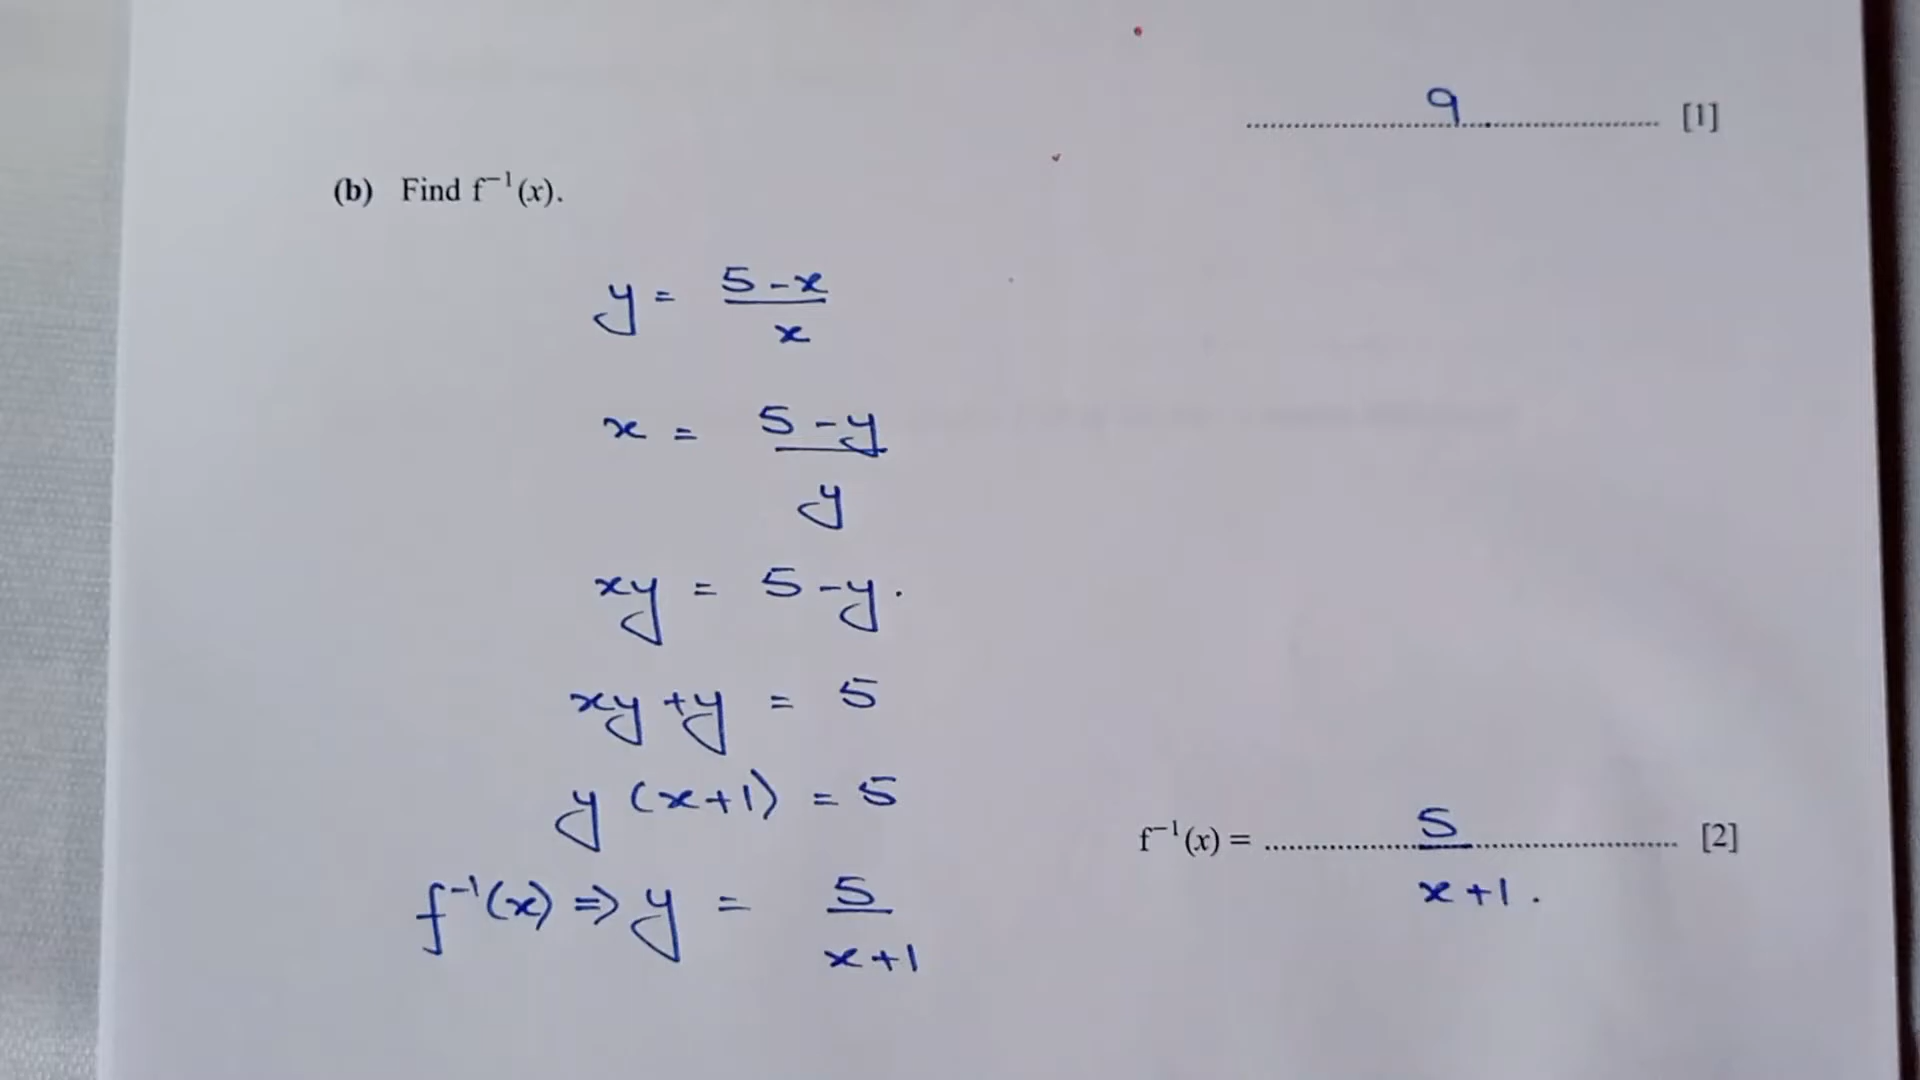 9 [1]
(b) Find f⁻¹(x).
y = (5-x)/x
x = (5-y)/y
xy = 5-y.
xy+y = 5
y(x+1) = 5
f⁻¹(x) = 5/(x+1). [2]
f⁻¹(x) ⇒ y = 5/(x+1)